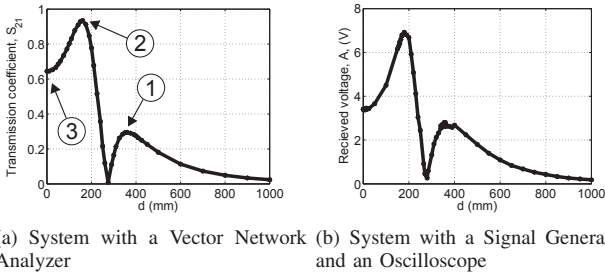 Transmission coefficient, S21
1
0.8
0.6
0.4
0.2
0
0 200 400 600 800 1000
d (mm)
2
1
3
Recieved voltage, A, (V)
8
6
4
2
0
0 200 400 600 800 1000
d (mm)
a) System with a Vector Network
Analyzer
(b) System with a Signal Genera
and an Oscilloscope